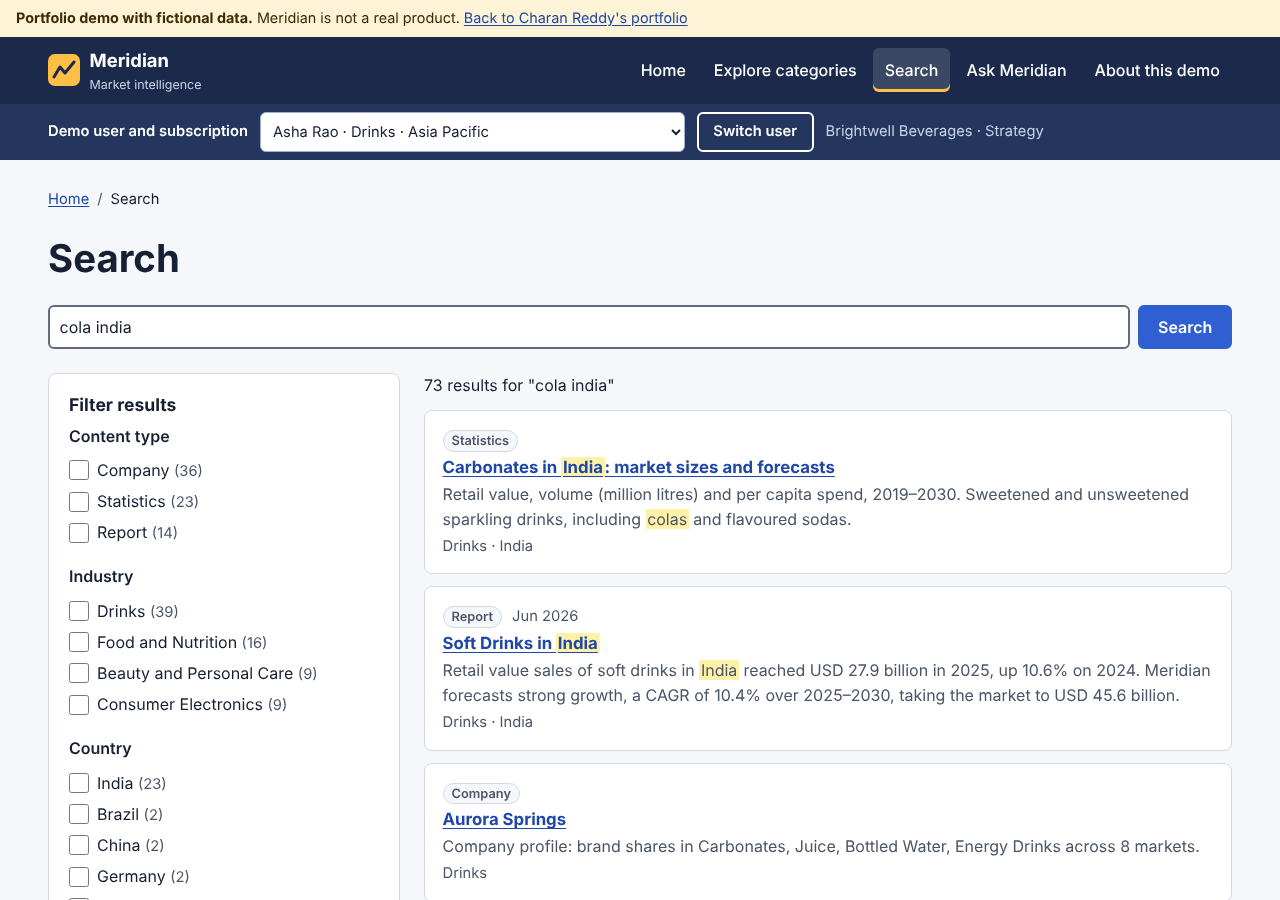 Portfolio demo with fictional data. Meridian is not a real product. Back to Charan Reddy's portfolio
Meridian
Market intelligence
Home
Explore categories
Search
Ask Meridian
About this demo
Demo user and subscription
Asha Rao · Drinks · Asia Pacific
Switch user
Brightwell Beverages · Strategy
Home / Search
Search
cola india
Search
Filter results
Content type
Company (36)
Statistics (23)
Report (14)
Industry
Drinks (39)
Food and Nutrition (16)
Beauty and Personal Care (9)
Consumer Electronics (9)
Country
India (23)
Brazil (2)
China (2)
Germany (2)
73 results for "cola india"
Statistics
Carbonates in India: market sizes and forecasts
Retail value, volume (million litres) and per capita spend, 2019–2030. Sweetened and unsweetened
sparkling drinks, including colas and flavoured sodas.
Drinks · India
Report Jun 2026
Soft Drinks in India
Retail value sales of soft drinks in India reached USD 27.9 billion in 2025, up 10.6% on 2024. Meridian
forecasts strong growth, a CAGR of 10.4% over 2025–2030, taking the market to USD 45.6 billion.
Drinks · India
Company
Aurora Springs
Company profile: brand shares in Carbonates, Juice, Bottled Water, Energy Drinks across 8 markets.
Drinks